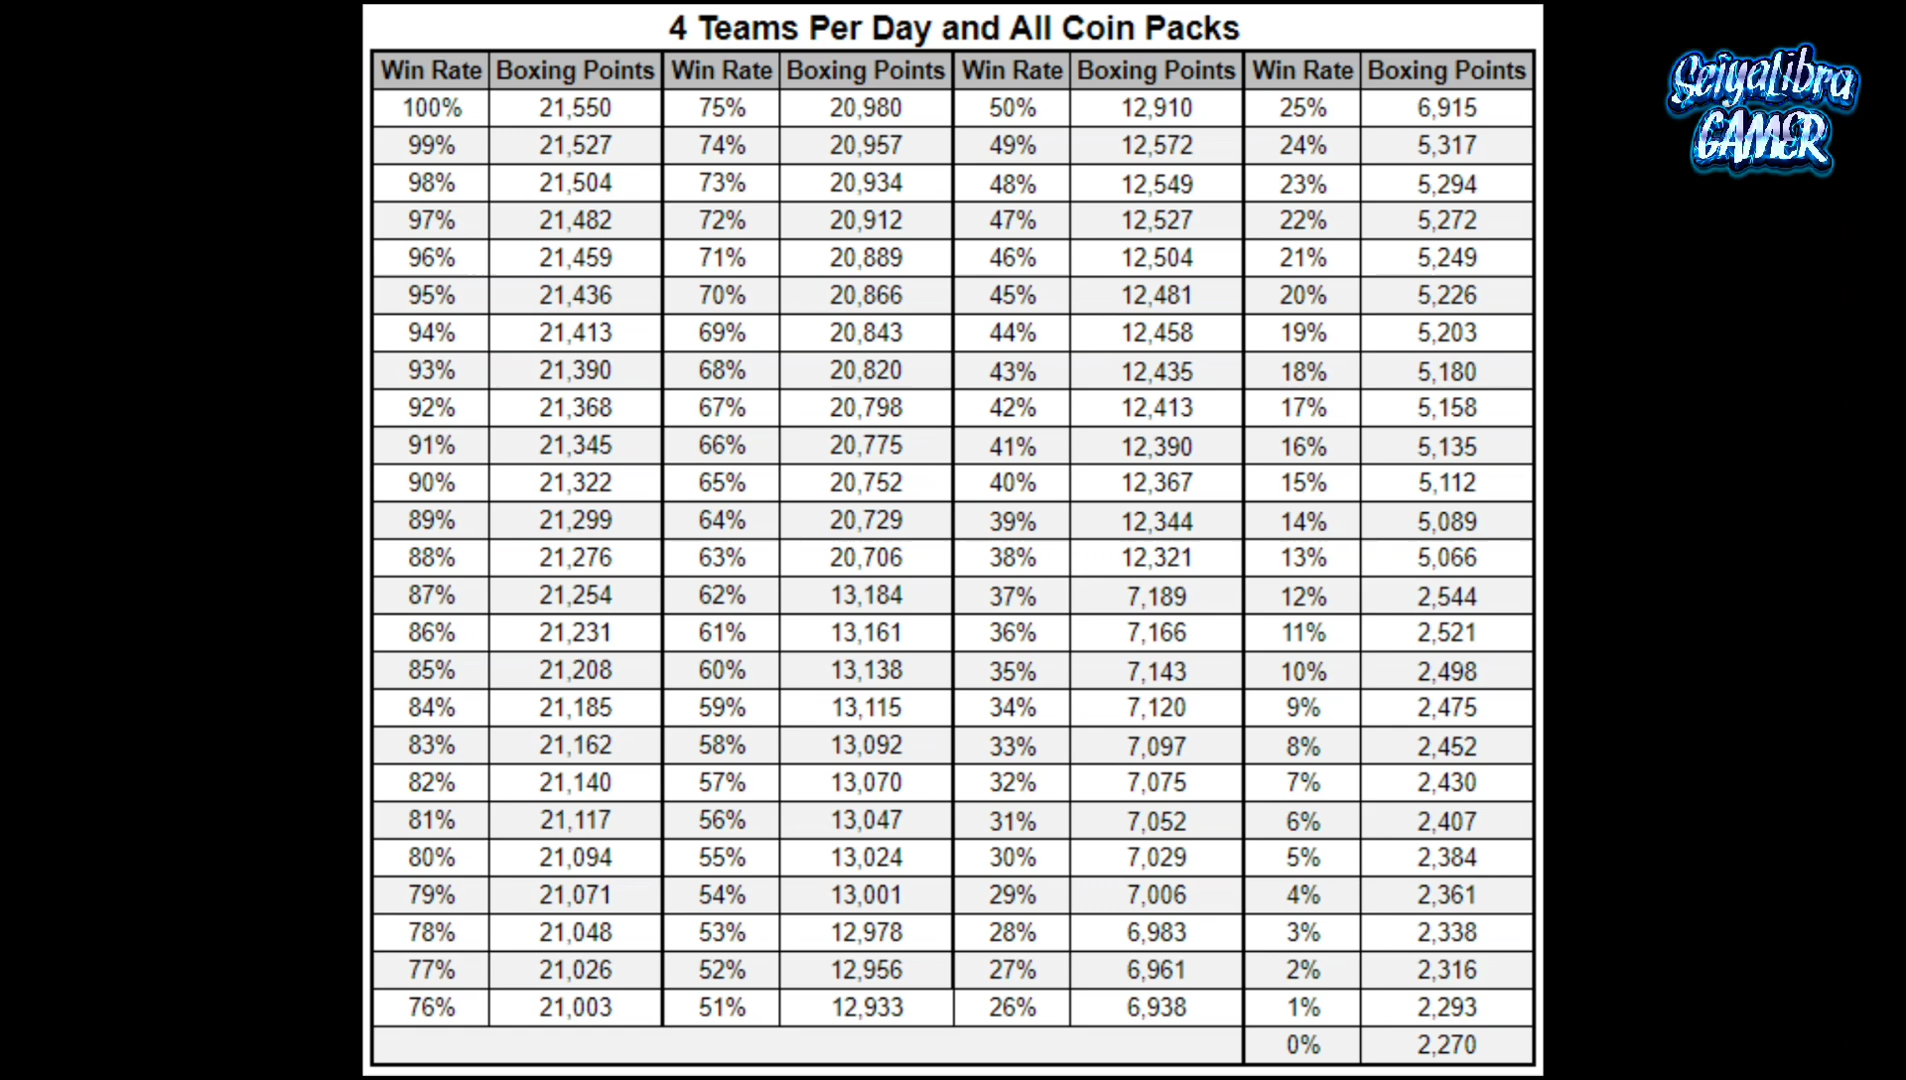 4 Teams Per Day and All Coin Packs
Win Rate Boxing Points Win Rate Boxing Points Win Rate Boxing Points Win Rate Boxing Points
100% 21,550 75% 20,980 50% 12,910 25% 6,915
99% 21,527 74% 20,957 49% 12,572 24% 5,317
98% 21,504 73% 20,934 48% 12,549 23% 5,294
97% 21,482 72% 20,912 47% 12,527 22% 5,272
96% 21,459 71% 20,889 46% 12,504 21% 5,249
95% 21,436 70% 20,866 45% 12,481 20% 5,226
94% 21,413 69% 20,843 44% 12,458 19% 5,203
93% 21,390 68% 20,820 43% 12,435 18% 5,180
92% 21,368 67% 20,798 42% 12,413 17% 5,158
91% 21,345 66% 20,775 41% 12,390 16% 5,135
90% 21,322 65% 20,752 40% 12,367 15% 5,112
89% 21,299 64% 20,729 39% 12,344 14% 5,089
88% 21,276 63% 20,706 38% 12,321 13% 5,066
87% 21,254 62% 13,184 37% 7,189 12% 2,544
86% 21,231 61% 13,161 36% 7,166 11% 2,521
85% 21,208 60% 13,138 35% 7,143 10% 2,498
84% 21,185 59% 13,115 34% 7,120 9% 2,475
83% 21,162 58% 13,092 33% 7,097 8% 2,452
82% 21,140 57% 13,070 32% 7,075 7% 2,430
81% 21,117 56% 13,047 31% 7,052 6% 2,407
80% 21,094 55% 13,024 30% 7,029 5% 2,384
79% 21,071 54% 13,001 29% 7,006 4% 2,361
78% 21,048 53% 12,978 28% 6,983 3% 2,338
77% 21,026 52% 12,956 27% 6,961 2% 2,316
76% 21,003 51% 12,933 26% 6,938 1% 2,293
0% 2,270
SeiyaLibra
GAMER